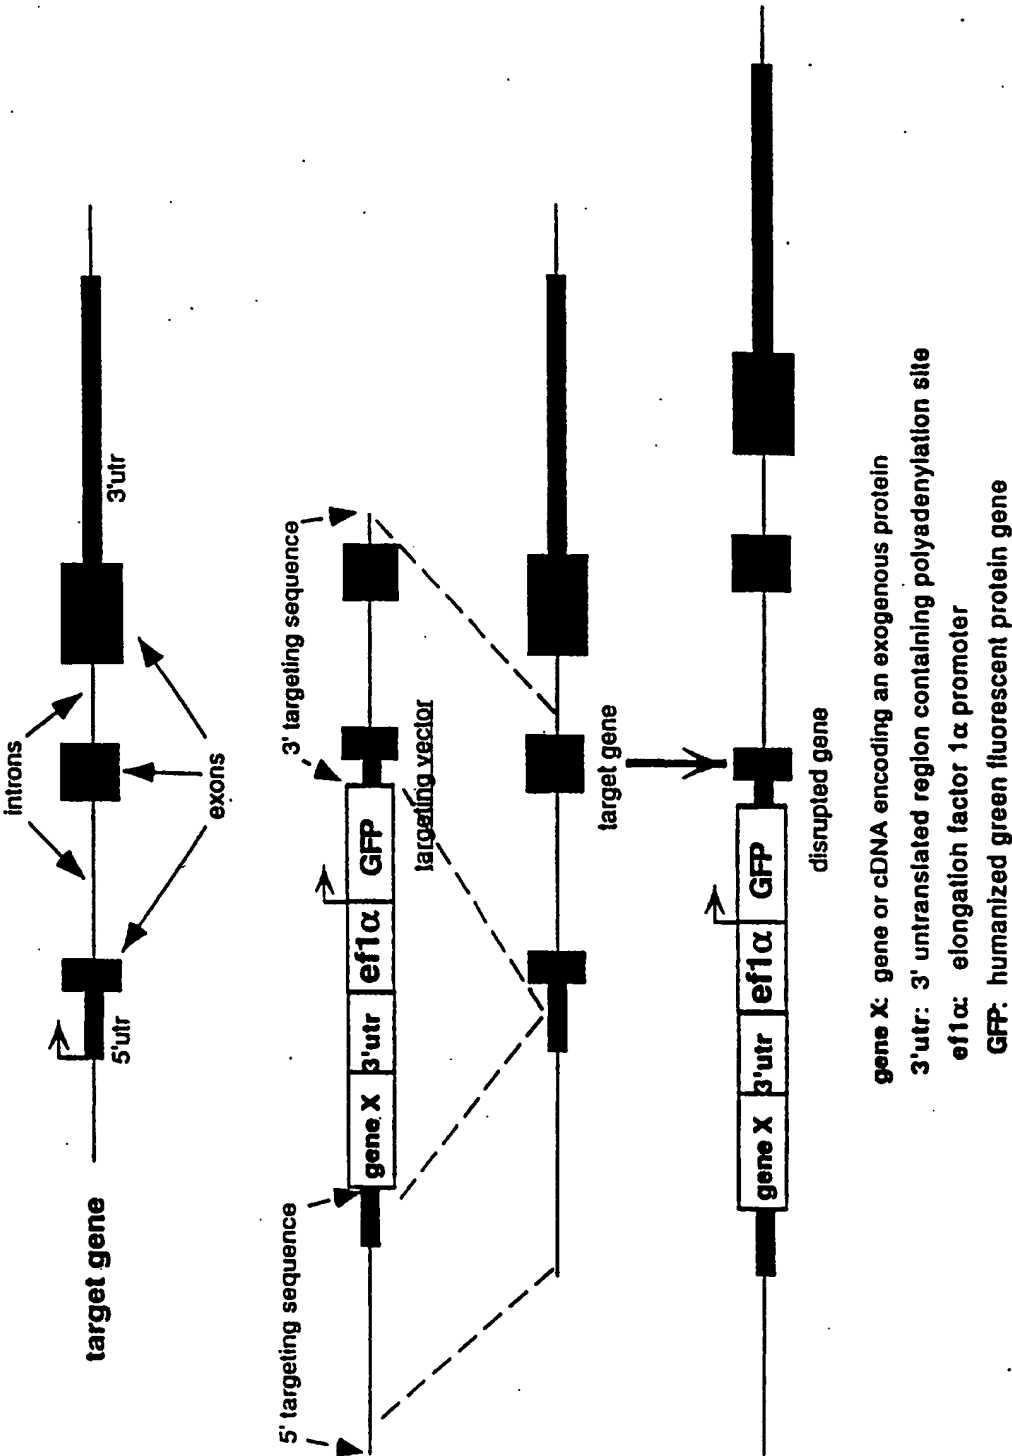 target gene
introns
5'utr
exons
3'utr
5' targeting sequence
3' targeting sequence
gene X 3'utr ef1α GFP
targeting vector
target gene
gene X 3'utr ef1α GFP
disrupted gene
gene X: gene or cDNA encoding an exogenous protein
3'utr: 3' untranslated region containing polyadenylation site
ef1α: elongation factor 1α promoter
GFP: humanized green fluorescent protein gene